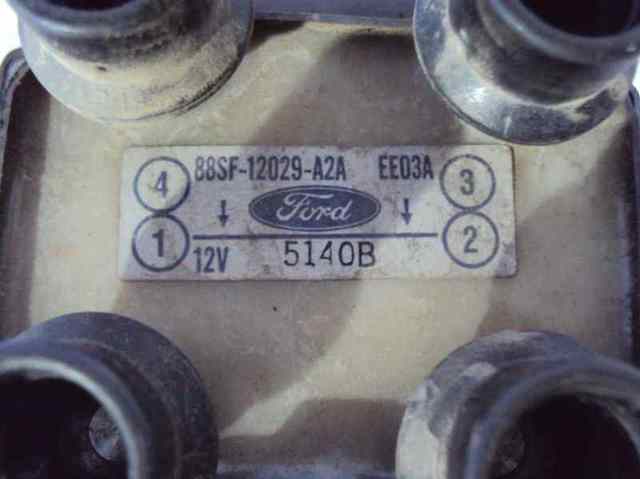 4 88SF-12029-A2A EE03A 3
↓ Ford ↓
1 12V 5140B 2